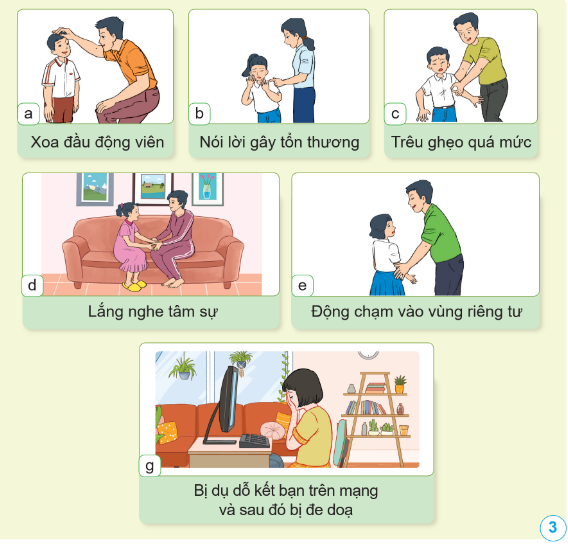 a
Xoa đầu động viên
b
Nói lời gây tổn thương
c
Trêu ghẹo quá mức
d
Lắng nghe tâm sự
e
Động chạm vào vùng riêng tư
g
Bị dụ dỗ kết bạn trên mạng
và sau đó bị đe doạ
3